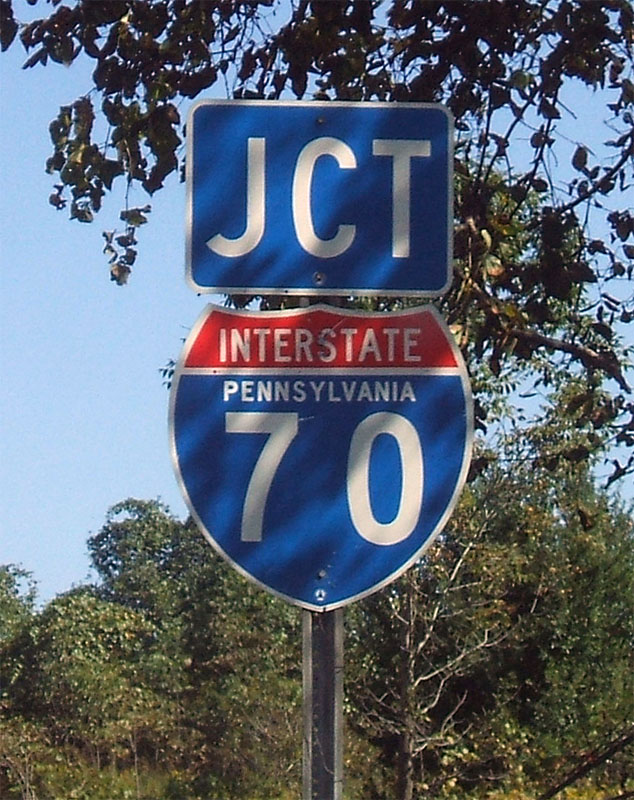 JCT
INTERSTATE
PENNSYLVANIA
70